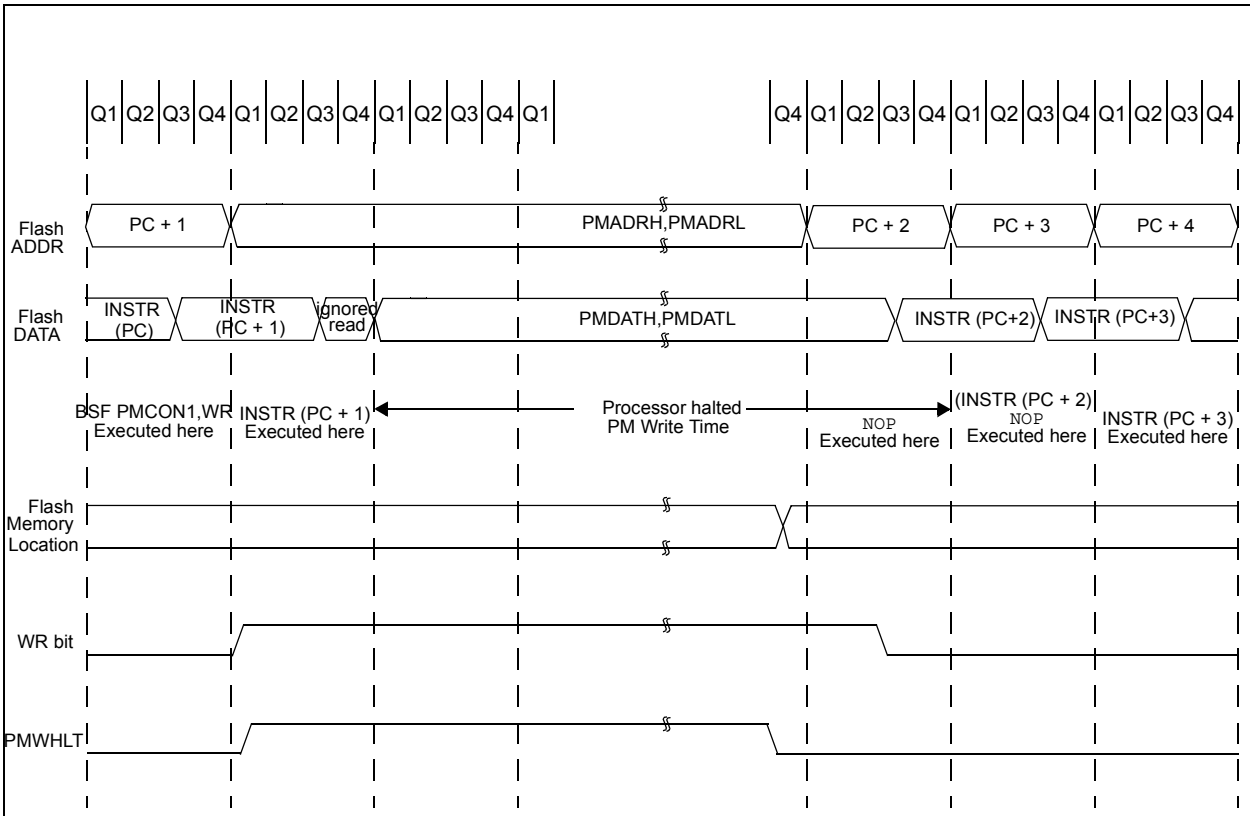 Q1 Q2 Q3 Q4 Q1 Q2 Q3 Q4 Q1 Q2 Q3 Q4 Q1 Q4 Q1 Q2 Q3 Q4 Q1 Q2 Q3 Q4 Q1 Q2 Q3 Q4
Flash
ADDR
PC + 1
PMADRH,PMADRL
PC + 2
PC + 3
PC + 4
Flash
DATA
INSTR
(PC)
INSTR
(PC + 1)
ignored
read
PMDATH,PMDATL
INSTR (PC+2)
INSTR (PC+3)
BSF PMCON1,WR
Executed here
INSTR (PC + 1)
Executed here
Processor halted
PM Write Time
NOP
Executed here
(INSTR (PC + 2)
NOP
Executed here
INSTR (PC + 3)
Executed here
Flash
Memory
Location
WR bit
PMWHLT